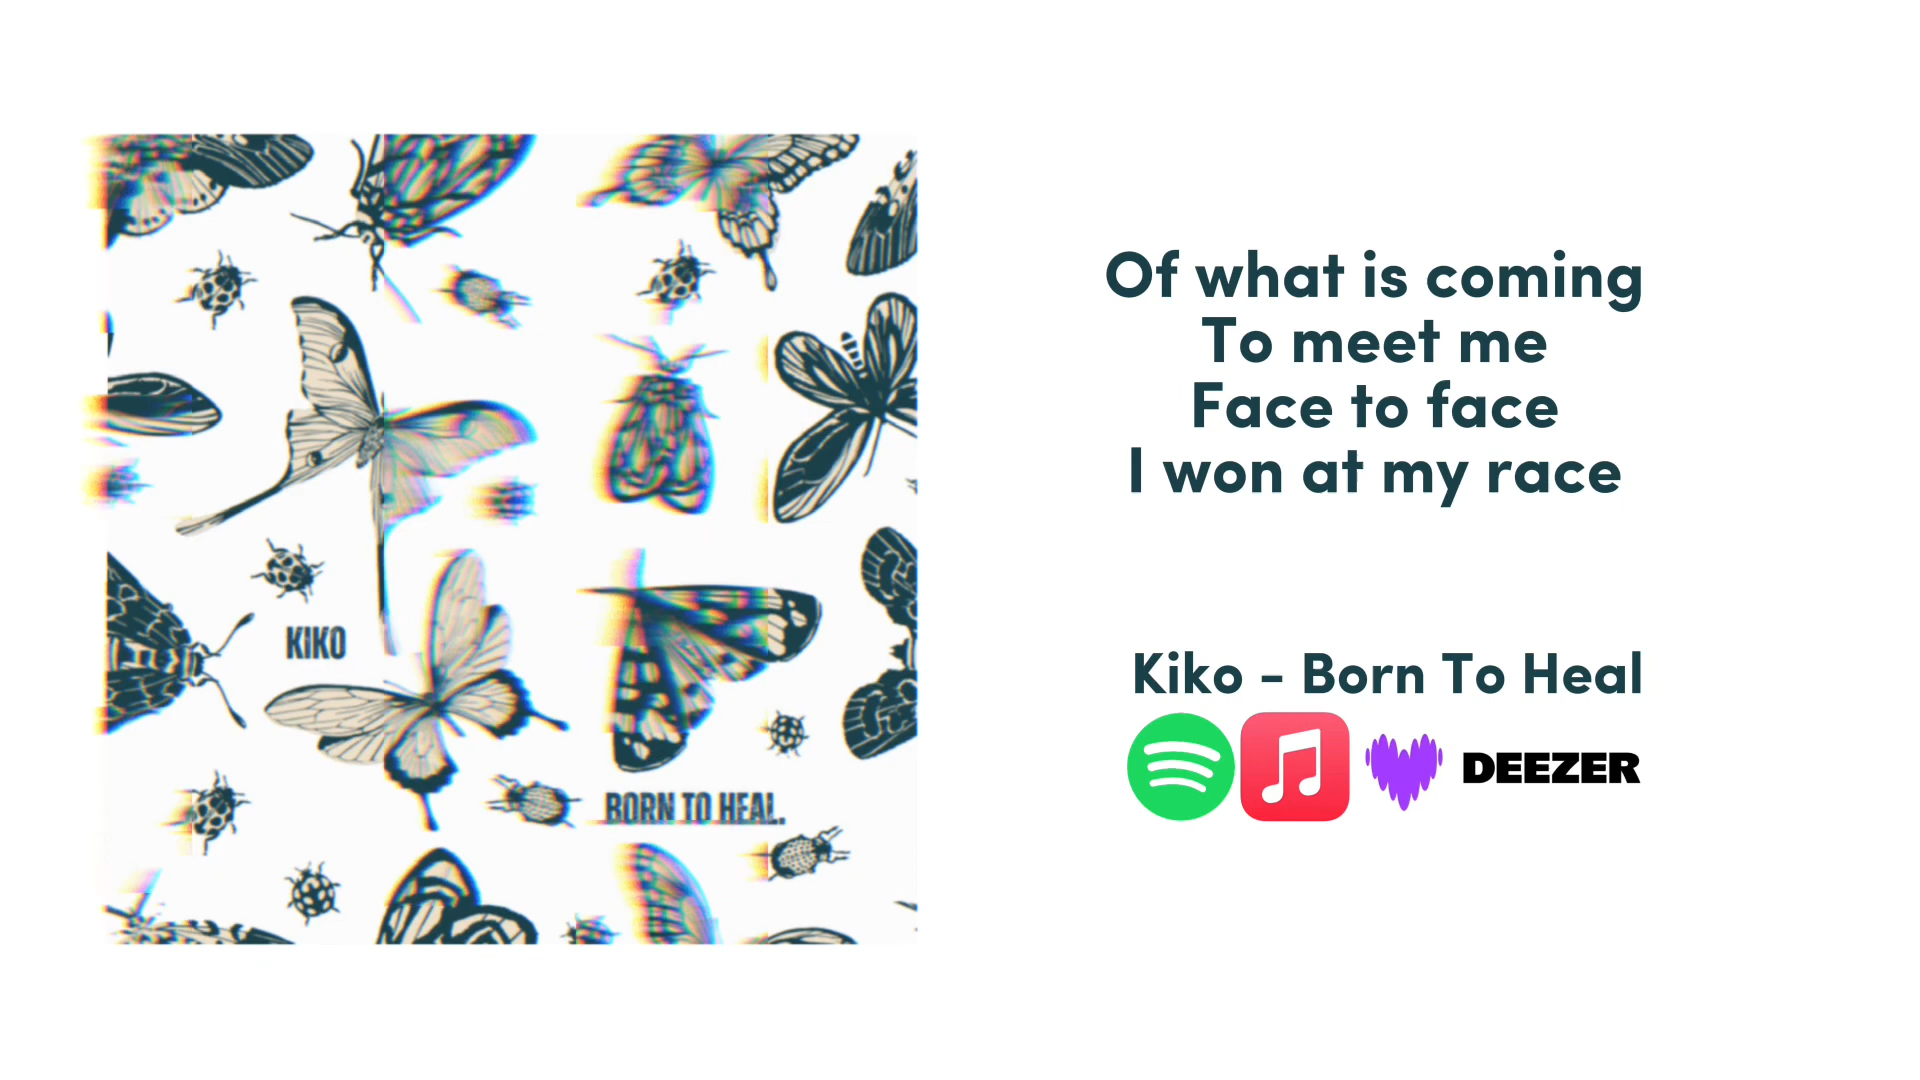 KIKO
BORN TO HEAL.
Of what is coming
To meet me
Face to face
I won at my race
Kiko - Born To Heal
DEEZER